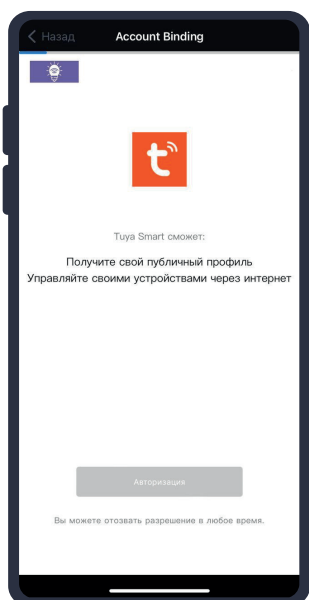 Назад
Account Binding
t
Tuya Smart сможет:
Получите свой публичный профиль
Управляйте своими устройствами через интернет
Авторизация
Вы можете отозвать разрешение в любое время.